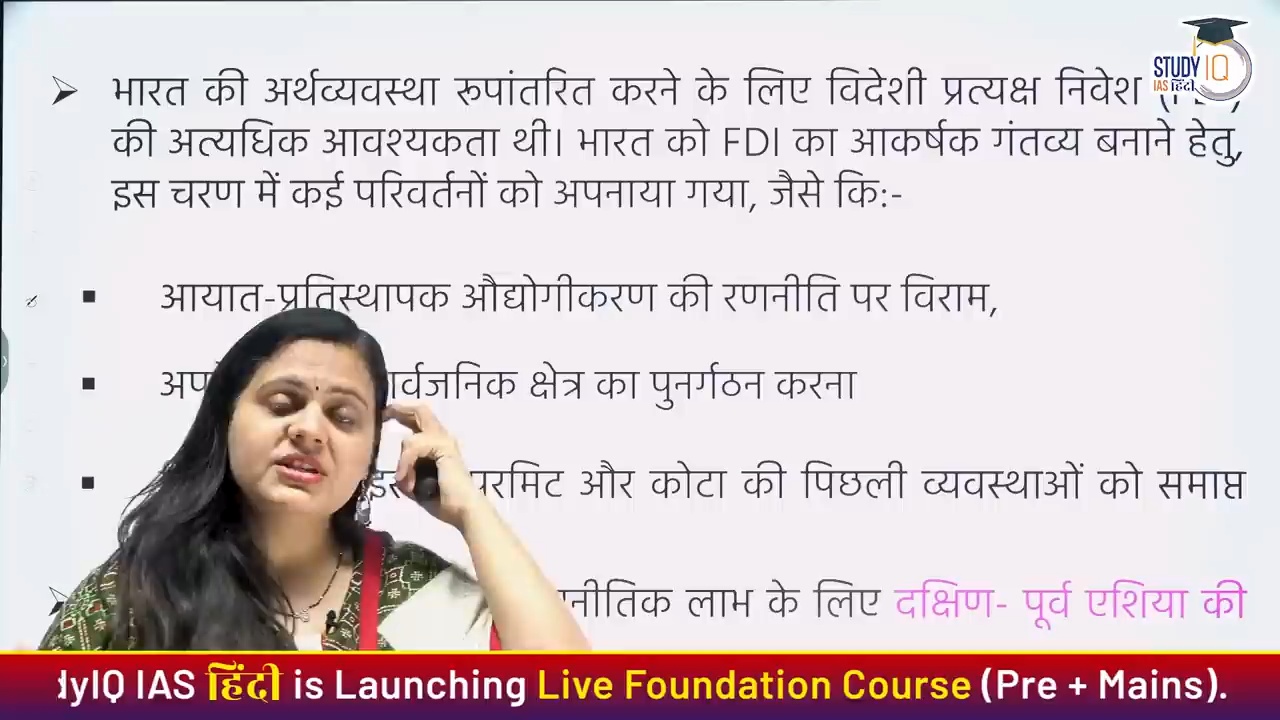 STUDY IQ
IAS हिंदी
भारत की अर्थव्यवस्था रूपांतरित करने के लिए विदेशी प्रत्यक्ष निवेश
की अत्यधिक आवश्यकता थी। भारत को FDI का आकर्षक गंतव्य बनाने हेतु,
इस चरण में कई परिवर्तनों को अपनाया गया, जैसे कि:-
आयात-प्रतिस्थापक औद्योगीकरण की रणनीति पर विराम,
क्षेत्र का पुनर्गठन करना
परमिट और कोटा की पिछली व्यवस्थाओं को समाप्त
लाभ के लिए दक्षिण- पूर्व एशिया की
IAS हिंदी is Launching Live Foundation Course (Pre + Mains).